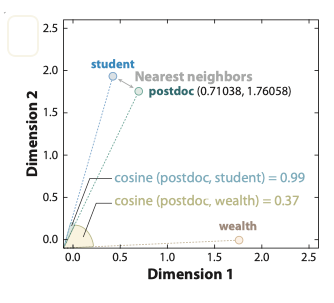 2.5
student
2.0
Nearest neighbors
postdoc (0.71038, 1.76058)
1.5
Dimension 2
1.0
cosine (postdoc, student) = 0.99
0.5
cosine (postdoc, wealth) = 0.37
wealth
0.0
0.0 0.5 1.0 1.5 2.0 2.5
Dimension 1